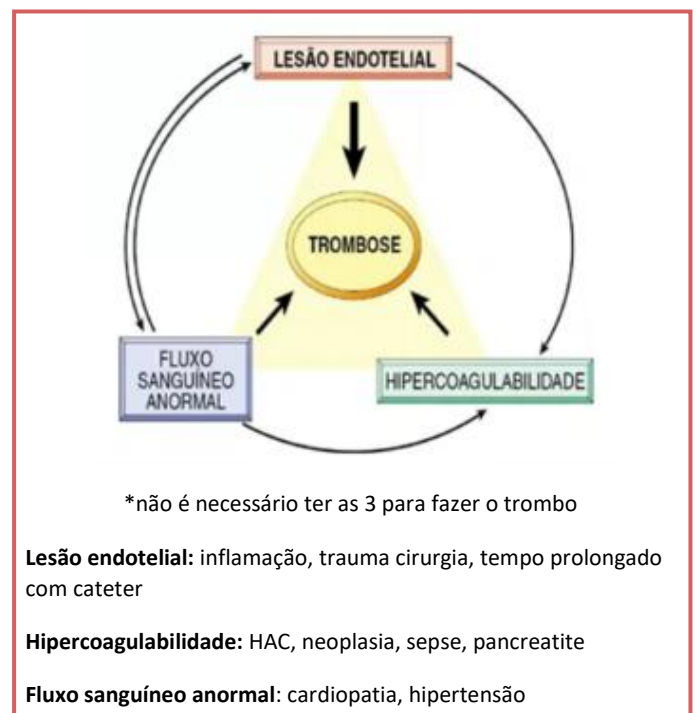 LESÃO ENDOTELIAL
TROMBOSE
FLUXO
SANGUÍNEO
ANORMAL
HIPERCOAGULABILIDADE
*não é necessário ter as 3 para fazer o trombo
Lesão endotelial: inflamação, trauma cirurgia, tempo prolongado
com cateter
Hipercoagulabilidade: HAC, neoplasia, sepse, pancreatite
Fluxo sanguíneo anormal: cardiopatia, hipertensão